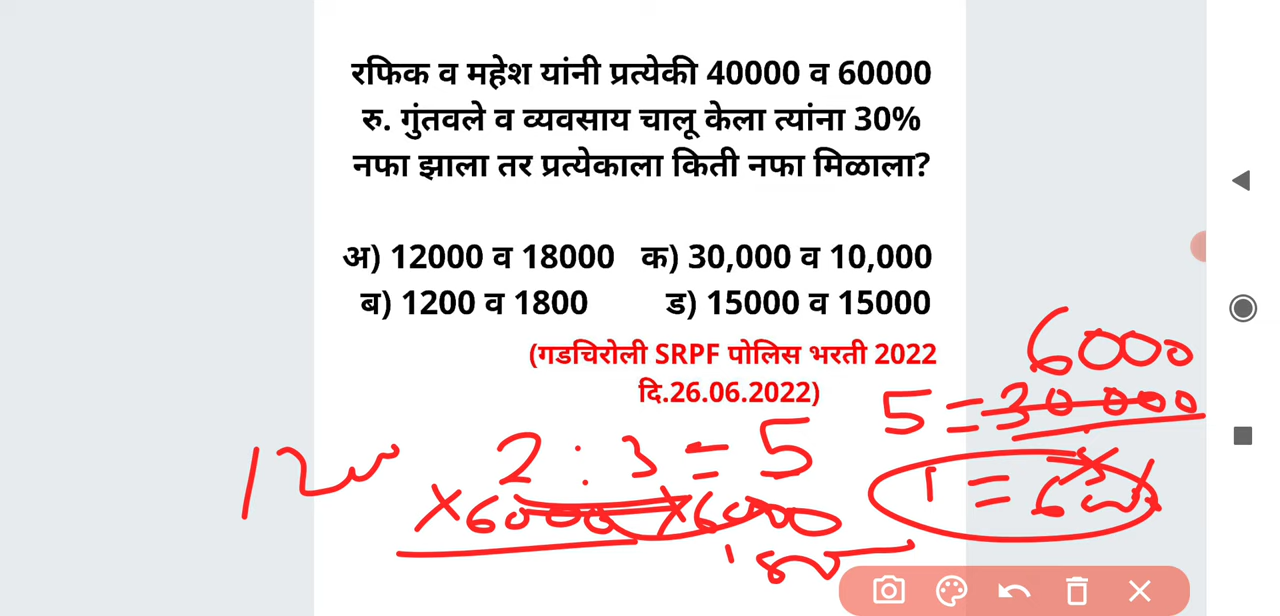 रफिक व महेश यांनी प्रत्येकी 40000 व 60000
रु. गुंतवले व व्यवसाय चालू केला त्यांना 30%
नफा झाला तर प्रत्येकाला किती नफा मिळाला?
अ) 12000 व 18000 क) 30,000 व 10,000
ब) 1200 व 1800 ड) 15000 व 15000
(गडचिरोली SRPF पोलिस भरती 2022
दि.26.06.2022)
6000
5 = 30000
2 : 3 = 5
×6000 ×6000
1 =